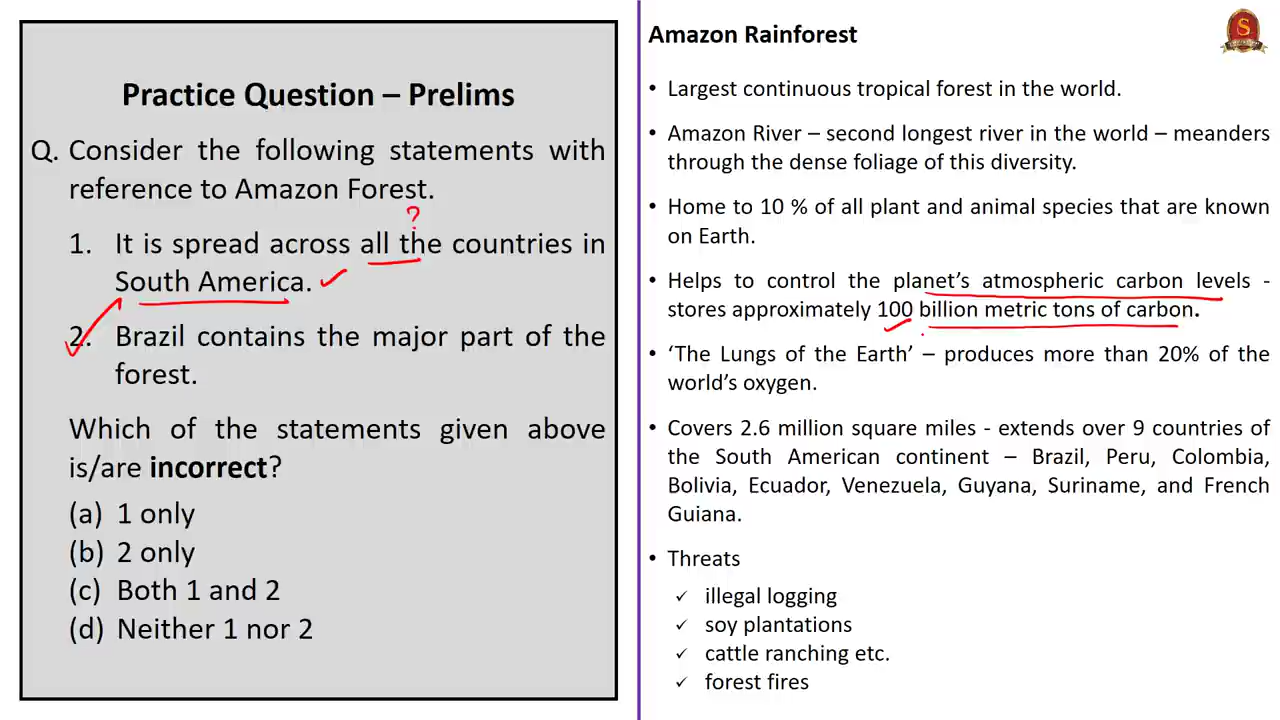 Practice Question – Prelims
Q. Consider the following statements with
reference to Amazon Forest.
?
1. It is spread across all the countries in
South America.
2. Brazil contains the major part of the
forest.
Which of the statements given above
is/are incorrect?
(a) 1 only
(b) 2 only
(c) Both 1 and 2
(d) Neither 1 nor 2
Amazon Rainforest
S
• Largest continuous tropical forest in the world.
• Amazon River – second longest river in the world – meanders
through the dense foliage of this diversity.
• Home to 10 % of all plant and animal species that are known
on Earth.
• Helps to control the planet’s atmospheric carbon levels -
stores approximately 100 billion metric tons of carbon.
• ‘The Lungs of the Earth’ – produces more than 20% of the
world’s oxygen.
• Covers 2.6 million square miles - extends over 9 countries of
the South American continent – Brazil, Peru, Colombia,
Bolivia, Ecuador, Venezuela, Guyana, Suriname, and French
Guiana.
• Threats
✓ illegal logging
✓ soy plantations
✓ cattle ranching etc.
✓ forest fires